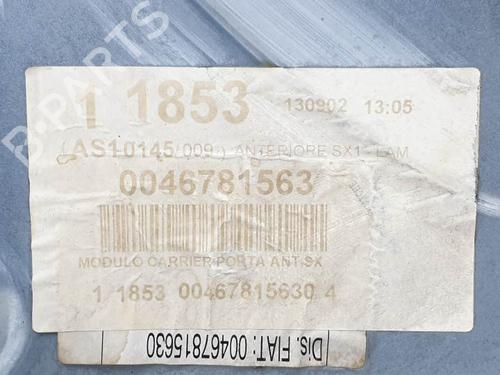 B-PARTS
1 1853 130902 13:05
(AS10145/009) ANTERIORE SX1 LAM
0046781563
MODULO CARRIER PORTA ANT.SX
1 1853 00467815630 4
Dis. FIAT: 00467815630